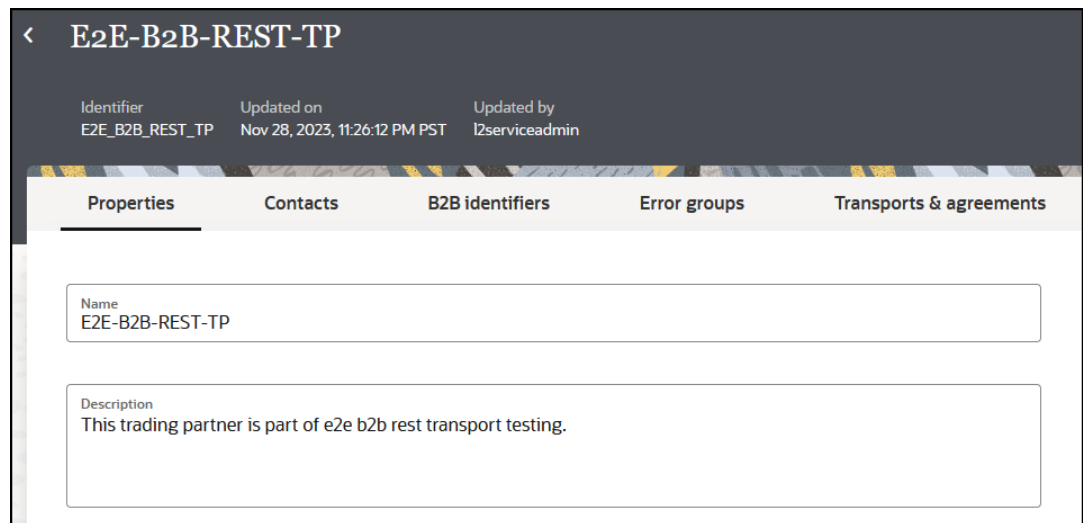 E2E-B2B-REST-TP
Identifier Updated on Updated by
E2E_B2B_REST_TP Nov 28, 2023, 11:26:12 PM PST l2serviceadmin
Properties Contacts B2B identifiers Error groups Transports & agreements
Name
E2E-B2B-REST-TP
Description
This trading partner is part of e2e b2b rest transport testing.